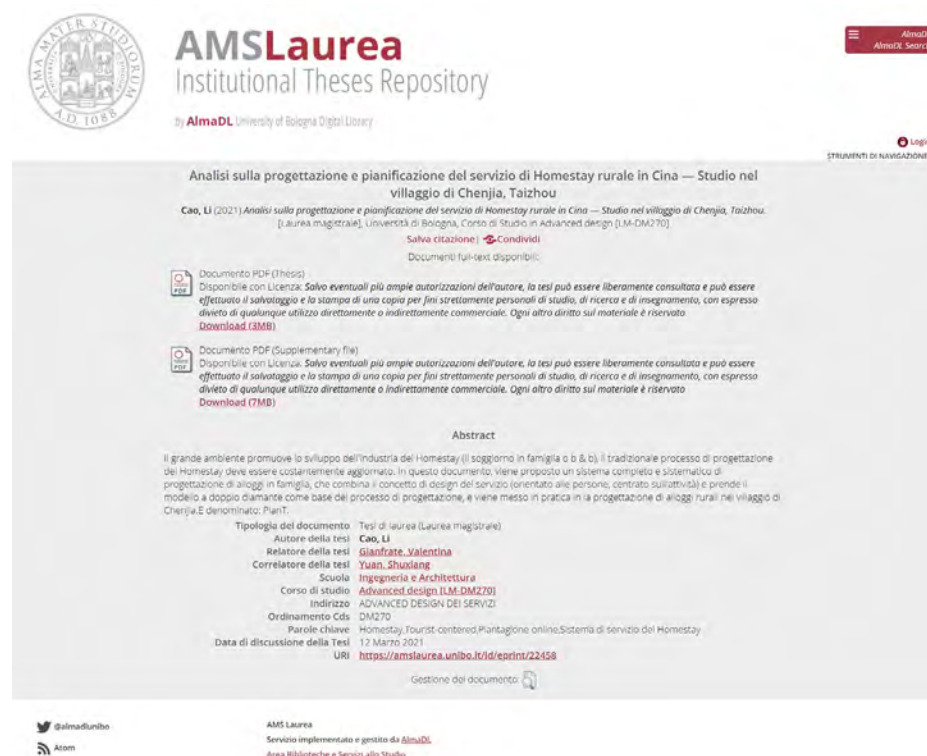 ALMA MATER STUDIORUM
A.D. 1088
AMSLaurea
Institutional Theses Repository
by AlmaDL University of Bologna Digital Library
AlmaDL Search
Login
STRUMENTI DI NAVIGAZIONE
Analisi sulla progettazione e pianificazione del servizio di Homestay rurale in Cina — Studio nel
villaggio di Chenjia, Taizhou
Cao, Li (2021) Analisi sulla progettazione e pianificazione del servizio di Homestay rurale in Cina — Studio nel villaggio di Chenjia, Taizhou.
[Laurea magistrale], Università di Bologna, Corso di Studio in Advanced design [LM-DM270]
Salva citazione | Condividi
Documenti full-text disponibili:
Documento PDF (Thesis)
Disponibile con Licenza: Salvo eventuali più ampie autorizzazioni dell'autore, la tesi può essere liberamente consultata e può essere
effettuato il salvataggio e la stampa di una copia per fini strettamente personali di studio, di ricerca e di insegnamento, con espresso
divieto di qualunque utilizzo direttamente o indirettamente commerciale. Ogni altro diritto sul materiale è riservato
Download (3MB)
Documento PDF (Supplementary file)
Disponibile con Licenza: Salvo eventuali più ampie autorizzazioni dell'autore, la tesi può essere liberamente consultata e può essere
effettuato il salvataggio e la stampa di una copia per fini strettamente personali di studio, di ricerca e di insegnamento, con espresso
divieto di qualunque utilizzo direttamente o indirettamente commerciale. Ogni altro diritto sul materiale è riservato
Download (7MB)
Abstract
Il grande ambiente promuove lo sviluppo dell'industria dei Homestay (il soggiorno in famiglia o b & b), il tradizionale processo di progettazione
dei Homestay deve essere costantemente aggiornato. In questo documento, viene proposto un sistema completo e sistematico di
progettazione di alloggi in famiglia, che combina il concetto di design del servizio (orientato alle persone, centrato sull'attività) e prende il
modello a doppio diamante come base del processo di progettazione, e viene messo in pratica in la progettazione di alloggi rurali nel villaggio di
Chenjia.E denominato: PlanT.
Tipologia del documento Tesi di laurea (Laurea magistrale)
Autore della tesi Cao, Li
Relatore della tesi Gianfrate, Valentina
Correlatore della tesi Yuan, Shuxiang
Scuola Ingegneria e Architettura
Corso di studio Advanced design [LM-DM270]
Indirizzo ADVANCED DESIGN DEI SERVIZI
Ordinamento Cds DM270
Parole chiave Homestay,Tourist-centered,Piantagione online,Sistema di servizio del Homestay
Data di discussione della Tesi 12 Marzo 2021
URI https://amslaurea.unibo.it/id/eprint/22458
Gestione del documento:
@almadlunibo
Atom
AMS Laurea
Servizio implementato e gestito da AlmaDL
Area Biblioteche e Servizi allo Studio